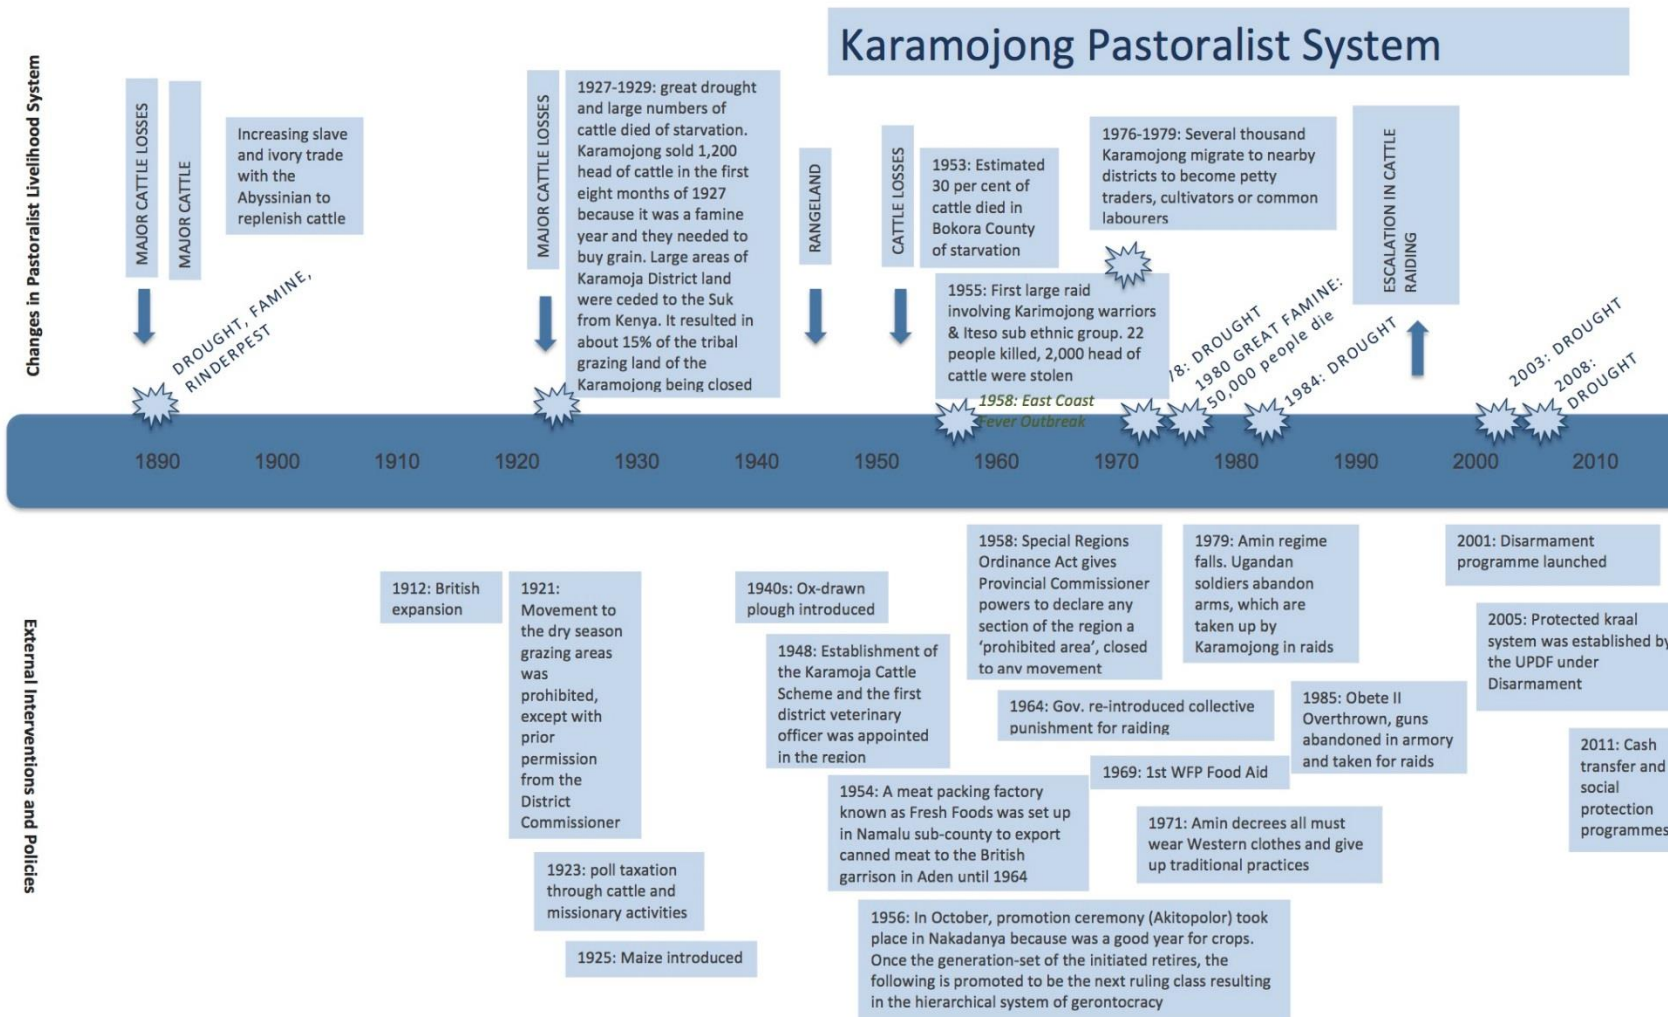 Karamojong Pastoralist System
Changes in Pastoralist Livelihood System
MAJOR CATTLE LOSSES
MAJOR CATTLE
Increasing slave
and ivory trade
with the
Abyssinian to
replenish cattle
DROUGHT, FAMINE,
RINDERPEST
MAJOR CATTLE LOSSES
1927-1929: great drought
and large numbers of
cattle died of starvation.
Karamojong sold 1,200
head of cattle in the first
eight months of 1927
because it was a famine
year and they needed to
buy grain. Large areas of
Karamoja District land
were ceded to the Suk
from Kenya. It resulted in
about 15% of the tribal
grazing land of the
Karamojong being closed
RANGELAND
CATTLE LOSSES
1953: Estimated
30 per cent of
cattle died in
Bokora County
of starvation
1955: First large raid
involving Karimojong warriors
& Iteso sub ethnic group. 22
people killed, 2,000 head of
cattle were stolen
1958: East Coast
Fever Outbreak
1976-1979: Several thousand
Karamojong migrate to nearby
districts to become petty
traders, cultivators or common
labourers
78: DROUGHT
1980 GREAT FAMINE:
50,000 people die
1984: DROUGHT
ESCALATION IN CATTLE
RAIDING
2003: DROUGHT
2008:
DROUGHT
1890 1900 1910 1920 1930 1940 1950 1960 1970 1980 1990 2000 2010
External Interventions and Policies
1912: British
expansion
1921:
Movement to
the dry season
grazing areas
was
prohibited,
except with
prior
permission
from the
District
Commissioner
1923: poll taxation
through cattle and
missionary activities
1925: Maize introduced
1940s: Ox-drawn
plough introduced
1948: Establishment of
the Karamoja Cattle
Scheme and the first
district veterinary
officer was appointed
in the region
1954: A meat packing factory
known as Fresh Foods was set up
in Namalu sub-county to export
canned meat to the British
garrison in Aden until 1964
1956: In October, promotion ceremony (Akitopolor) took
place in Nakadanya because was a good year for crops.
Once the generation-set of the initiated retires, the
following is promoted to be the next ruling class resulting
in the hierarchical system of gerontocracy
1958: Special Regions
Ordinance Act gives
Provincial Commissioner
powers to declare any
section of the region a
‘prohibited area’, closed
to any movement
1964: Gov. re-introduced collective
punishment for raiding
1969: 1st WFP Food Aid
1971: Amin decrees all must
wear Western clothes and give
up traditional practices
1979: Amin regime
falls. Ugandan
soldiers abandon
arms, which are
taken up by
Karamojong in raids
1985: Obete II
Overthrown, guns
abandoned in armory
and taken for raids
2001: Disarmament
programme launched
2005: Protected kraal
system was established by
the UPDF under
Disarmament
2011: Cash
transfer and
social
protection
programmes